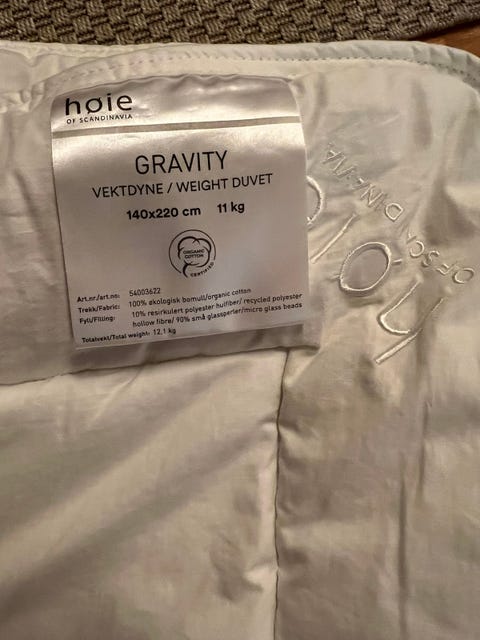 høie
OF SCANDINAVIA
GRAVITY
VEKTDYNE / WEIGHT DUVET
140x220 cm 11 kg
ORGANIC
COTTON
CERTIFIED
Art.nr/art.no: 54003622
Trekk/Fabric: 100% økologisk bomull/organic cotton
Fyll/Filling: 10% resirkulert polyester hulfiber/ recycled polyester
hollow fibre/ 90% små glassperler/micro glass beads
Totalvekt/Total weight: 12,1 kg
høie
OF SCANDINAVIA